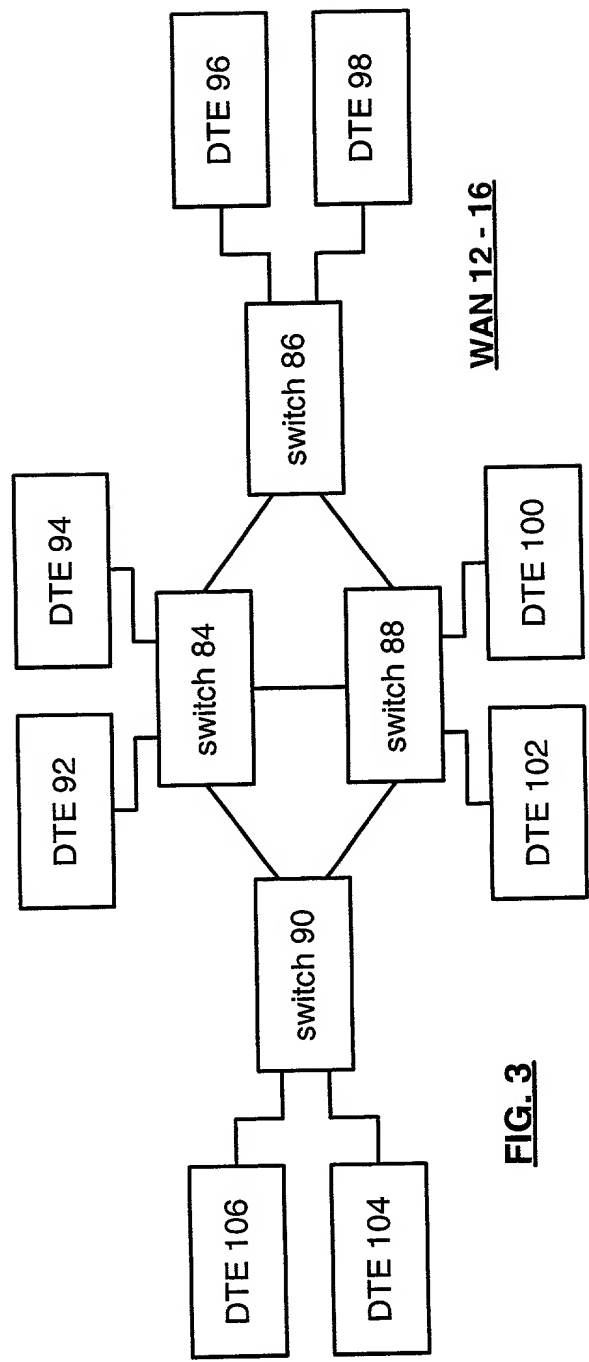 DTE 92
DTE 94
DTE 106
switch 84
DTE 96
switch 90
switch 86
DTE 104
switch 88
DTE 98
DTE 102
DTE 100
FIG. 3
WAN 12 - 16